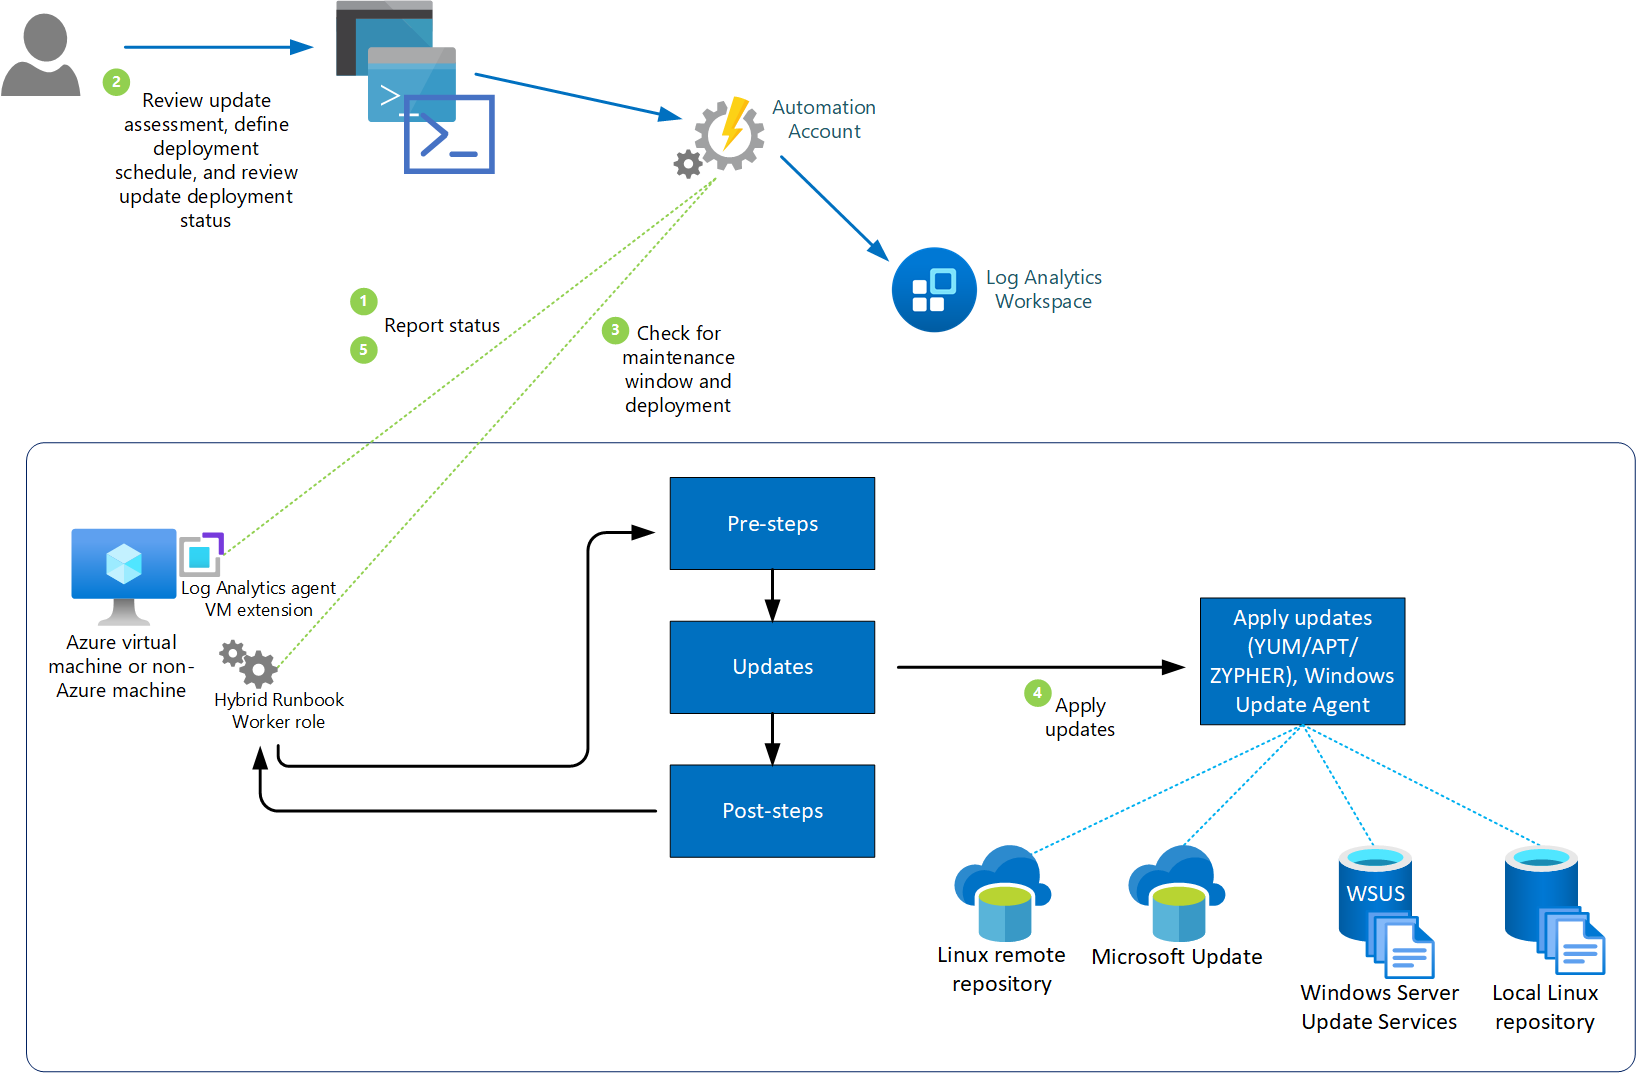 2
Review update
assessment, define
deployment
schedule, and review
update deployment
status
Automation
Account
Log Analytics
Workspace
1
Report status
5
3
Check for
maintenance
window and
deployment
Pre-steps
Log Analytics agent
VM extension
Azure virtual
machine or non-
Azure machine
Hybrid Runbook
Worker role
Updates
Post-steps
4
Apply
updates
Apply updates
(YUM/APT/
ZYPHER), Windows
Update Agent
Linux remote
repository
Microsoft Update
WSUS
Windows Server
Update Services
Local Linux
repository